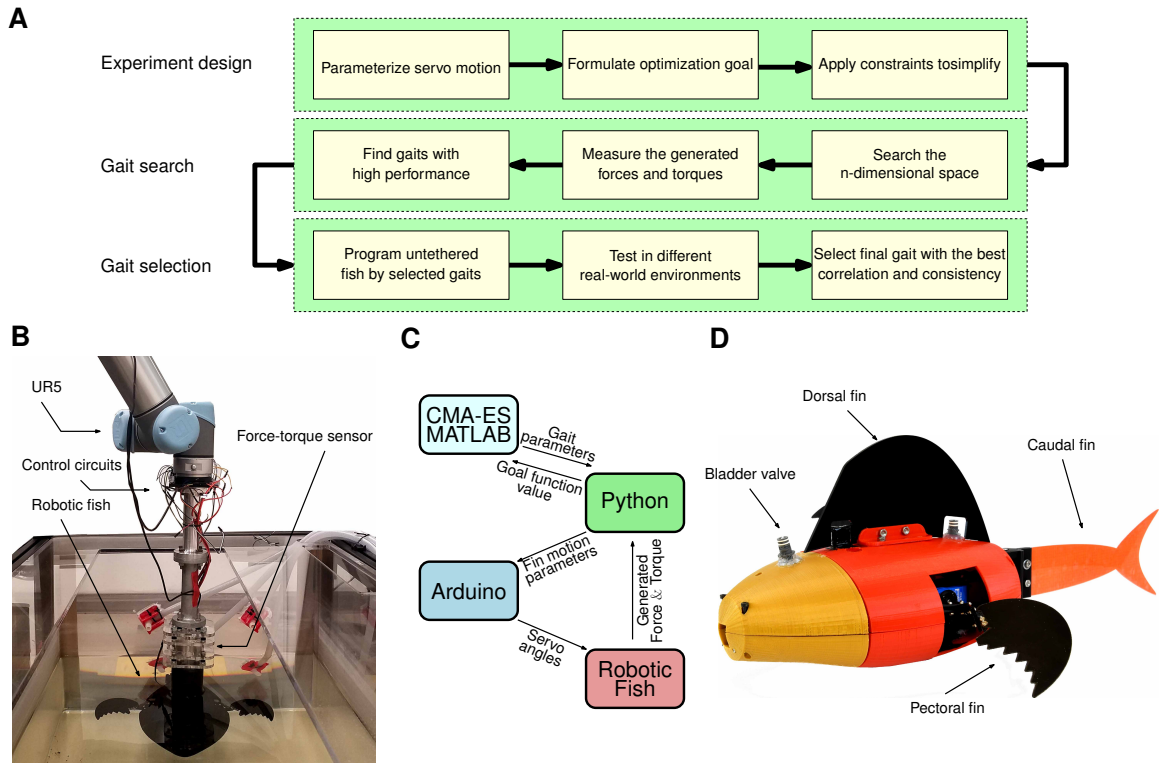 A
Experiment design
Parameterize servo motion
Formulate optimization goal
Apply constraints tosimplify
Gait search
Find gaits with
high performance
Measure the generated
forces and torques
Search the
n-dimensional space
Gait selection
Program untethered
fish by selected gaits
Test in different
real-world environments
Select final gait with the best
correlation and consistency
B
UR5
Force-torque sensor
Control circuits
Robotic fish
C
CMA-ES
MATLAB
Gait
parameters
Goal function
value
Python
Fin motion
parameters
Generated
Force & Torque
Arduino
Servo
angles
Robotic
Fish
D
Dorsal fin
Caudal fin
Bladder valve
Pectoral fin